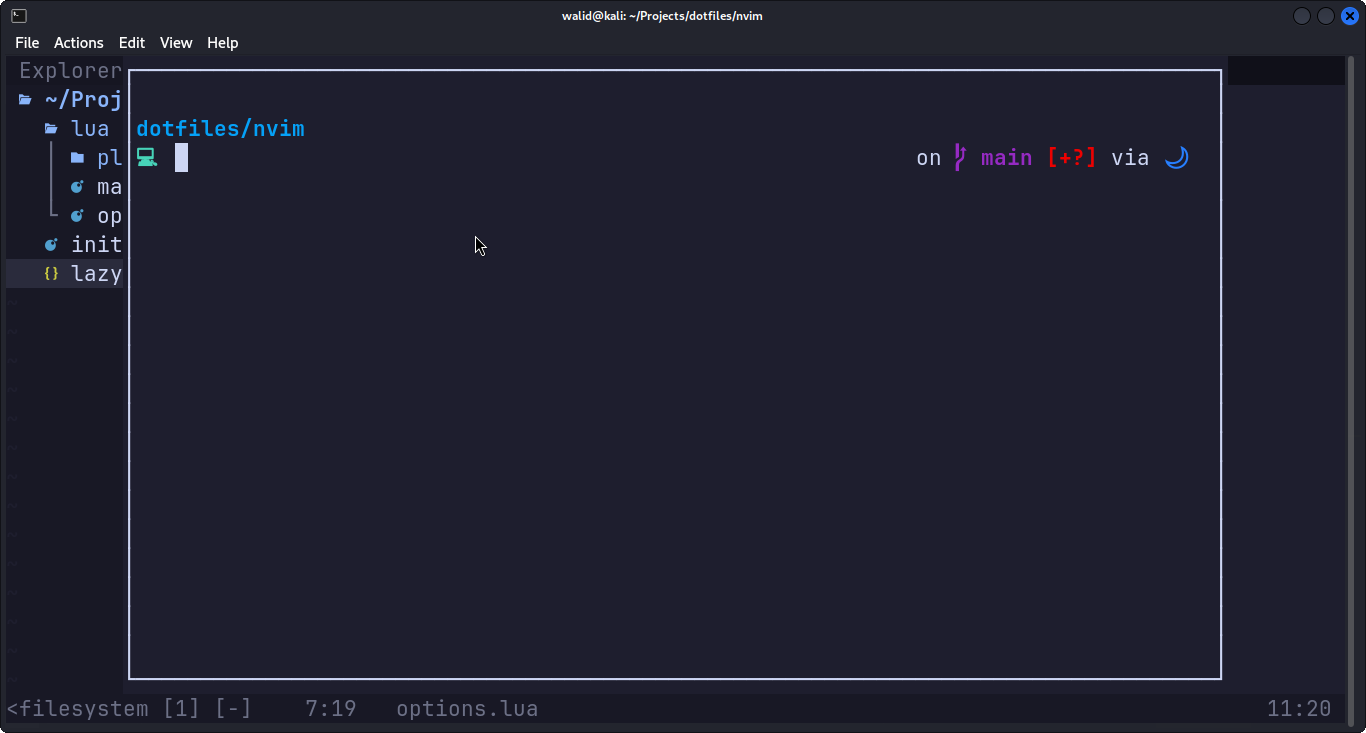 walid@kali: ~/Projects/dotfiles/nvim
File Actions Edit View Help
Explorer
~/Proj
lua
pl
ma
op
init
{} lazy
dotfiles/nvim
on main [+?] via
~
~
~
~
~
~
~
~
~
~
~
~
~
~
<filesystem [1] [-] 7:19 options.lua 11:20